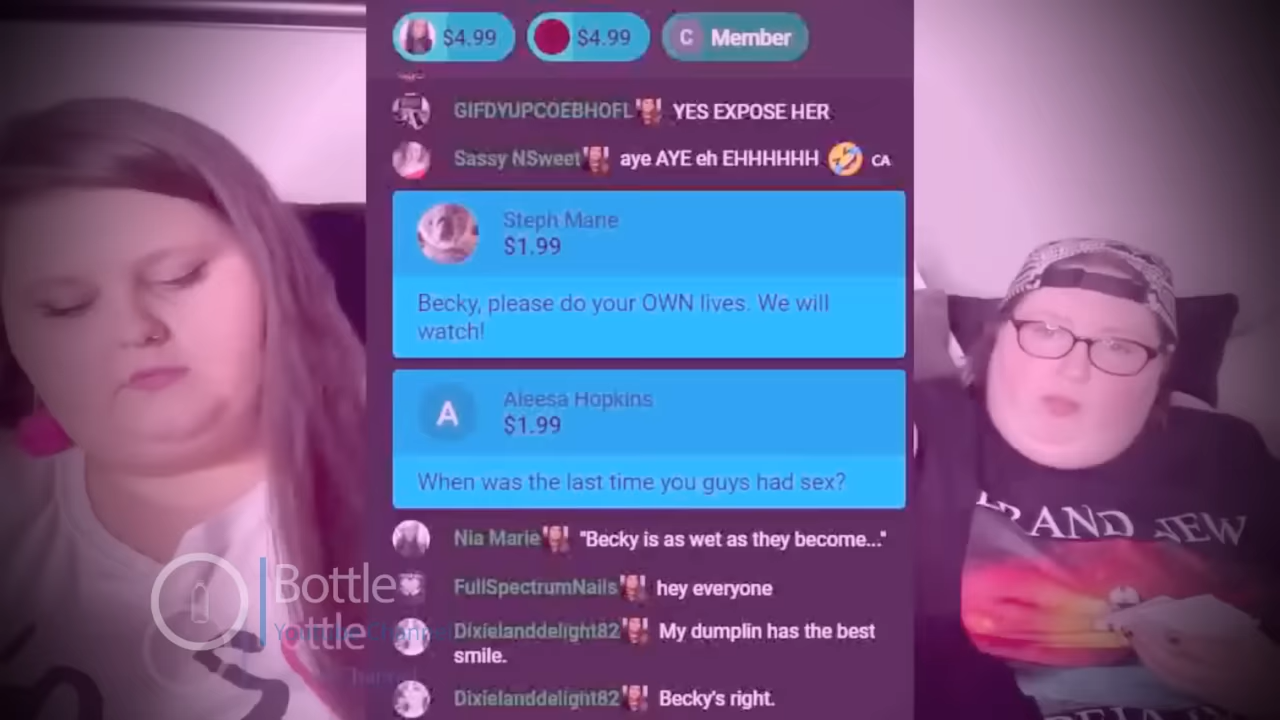 $4.99
$4.99
C Member
GIFDYUPCOEBHOFL YES EXPOSE HER
Sassy NSweet aye AYE eh EHHHHHH CA
Steph Marie
$1.99
Becky, please do your OWN lives. We will
watch!
A
Aleesa Hopkins
$1.99
When was the last time you guys had sex?
Nia Marie "Becky is as wet as they become..."
FullSpectrumNails hey everyone
Dixielanddelight82 My dumplin has the best
smile.
Dixielanddelight82 Becky's right.
Bottle
ottle
BRAND NEW